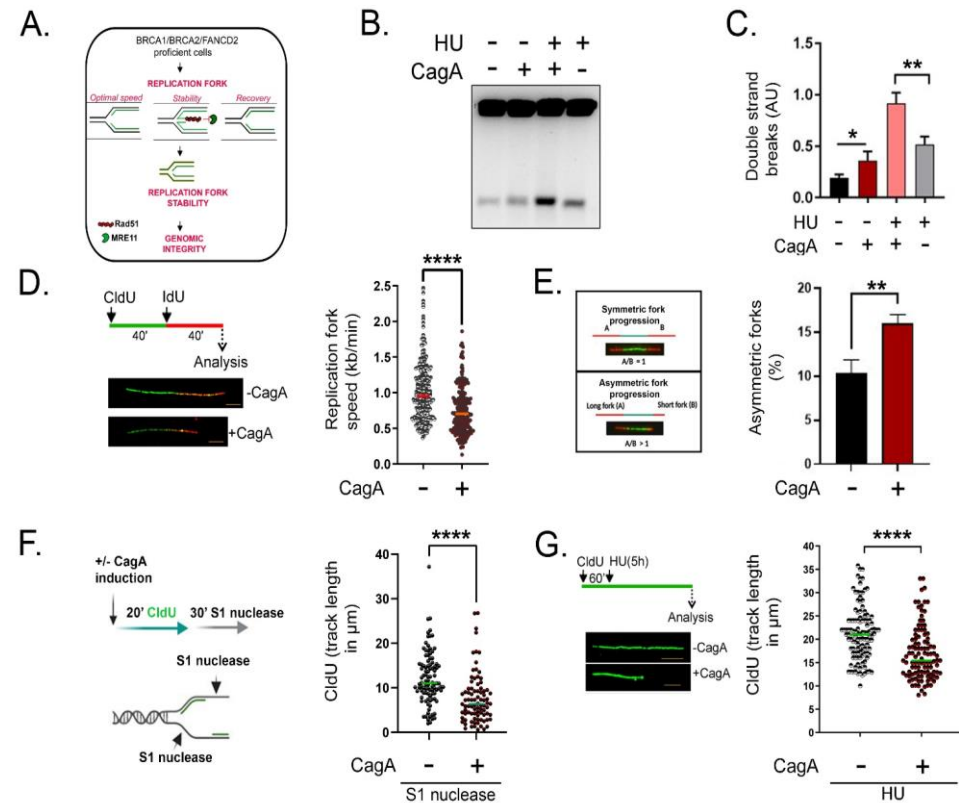 A.
BRCA1/BRCA2/FANCD2
proficient cells
REPLICATION FORK
Optimal speed Stability Recovery
REPLICATION FORK
STABILITY
Rad51
MRE11
GENOMIC
INTEGRITY
B.
HU - - + +
CagA - + + -
C.
Double strand
breaks (AU)
1.5
1.0
0.5
0.0
*
**
HU - - + +
CagA - + + -
D.
CldU IdU
40' 40'
Analysis
-CagA
+CagA
Replication fork
speed (kb/min)
2.5
2.0
1.5
1.0
0.5
0.0
****
CagA - +
E.
Symmetric fork
progression
A B
A/B = 1
Asymmetric fork
progression
Long fork (A) Short fork (B)
A/B > 1
Asymmetric forks
(%)
20
15
10
5
0
**
CagA - +
F.
+/- CagA
induction
20' CldU 30' S1 nuclease
S1 nuclease
S1 nuclease
CldU (track length
in µm)
40
30
20
10
0
****
CagA - +
S1 nuclease
G.
CldU HU(5h)
60'
Analysis
-CagA
+CagA
CldU (track length
in µm)
40
35
30
25
20
15
10
5
0
****
CagA - +
HU